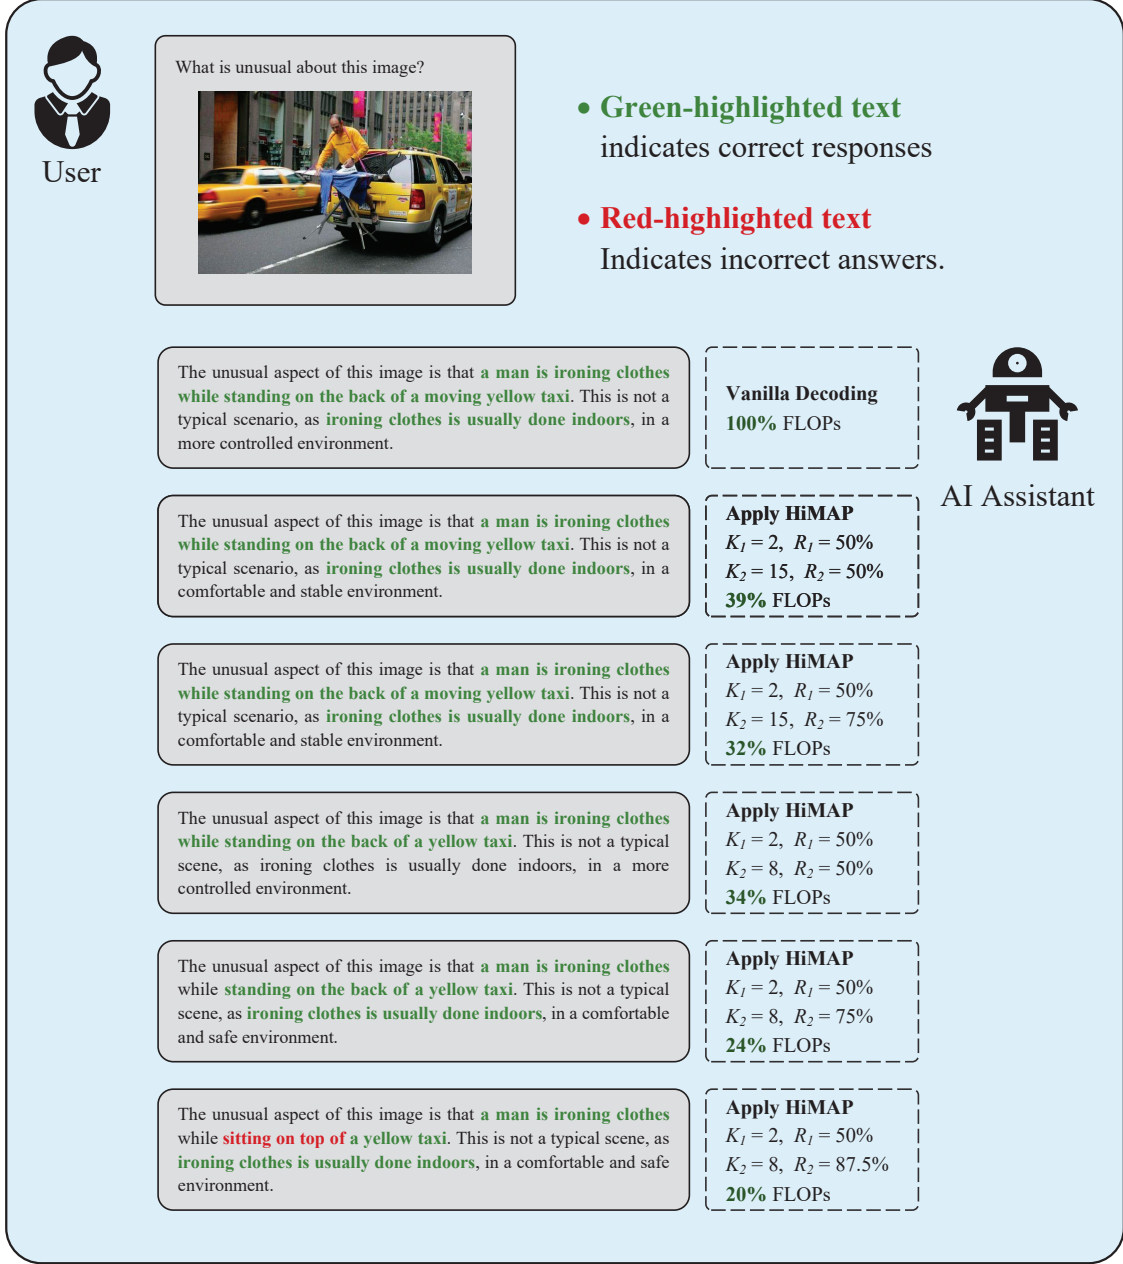 User
What is unusual about this image?
• Green-highlighted text
indicates correct responses
• Red-highlighted text
Indicates incorrect answers.
AI Assistant
The unusual aspect of this image is that a man is ironing clothes
while standing on the back of a moving yellow taxi. This is not a
typical scenario, as ironing clothes is usually done indoors, in a
more controlled environment.
Vanilla Decoding
100% FLOPs
The unusual aspect of this image is that a man is ironing clothes
while standing on the back of a moving yellow taxi. This is not a
typical scenario, as ironing clothes is usually done indoors, in a
comfortable and stable environment.
Apply HiMAP
K₁ = 2, R₁ = 50%
K₂ = 15, R₂ = 50%
39% FLOPs
The unusual aspect of this image is that a man is ironing clothes
while standing on the back of a moving yellow taxi. This is not a
typical scenario, as ironing clothes is usually done indoors, in a
comfortable and stable environment.
Apply HiMAP
K₁ = 2, R₁ = 50%
K₂ = 15, R₂ = 75%
32% FLOPs
The unusual aspect of this image is that a man is ironing clothes
while standing on the back of a yellow taxi. This is not a typical
scene, as ironing clothes is usually done indoors, in a more
controlled environment.
Apply HiMAP
K₁ = 2, R₁ = 50%
K₂ = 8, R₂ = 50%
34% FLOPs
The unusual aspect of this image is that a man is ironing clothes
while standing on the back of a yellow taxi. This is not a typical
scene, as ironing clothes is usually done indoors, in a comfortable
and safe environment.
Apply HiMAP
K₁ = 2, R₁ = 50%
K₂ = 8, R₂ = 75%
24% FLOPs
The unusual aspect of this image is that a man is ironing clothes
while sitting on top of a yellow taxi. This is not a typical scene, as
ironing clothes is usually done indoors, in a comfortable and safe
environment.
Apply HiMAP
K₁ = 2, R₁ = 50%
K₂ = 8, R₂ = 87.5%
20% FLOPs